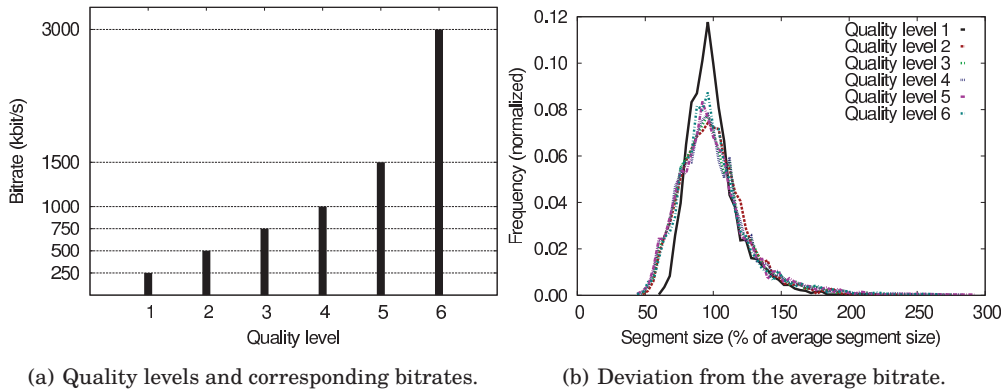 3000
1500
1000
750
500
250
Bitrate (kbit/s)
1 2 3 4 5 6
Quality level
(a) Quality levels and corresponding bitrates.
0.12
0.10
0.08
0.06
0.04
0.02
0.00
Frequency (normalized)
Quality level 1
Quality level 2
Quality level 3
Quality level 4
Quality level 5
Quality level 6
0 50 100 150 200 250 300
Segment size (% of average segment size)
(b) Deviation from the average bitrate.